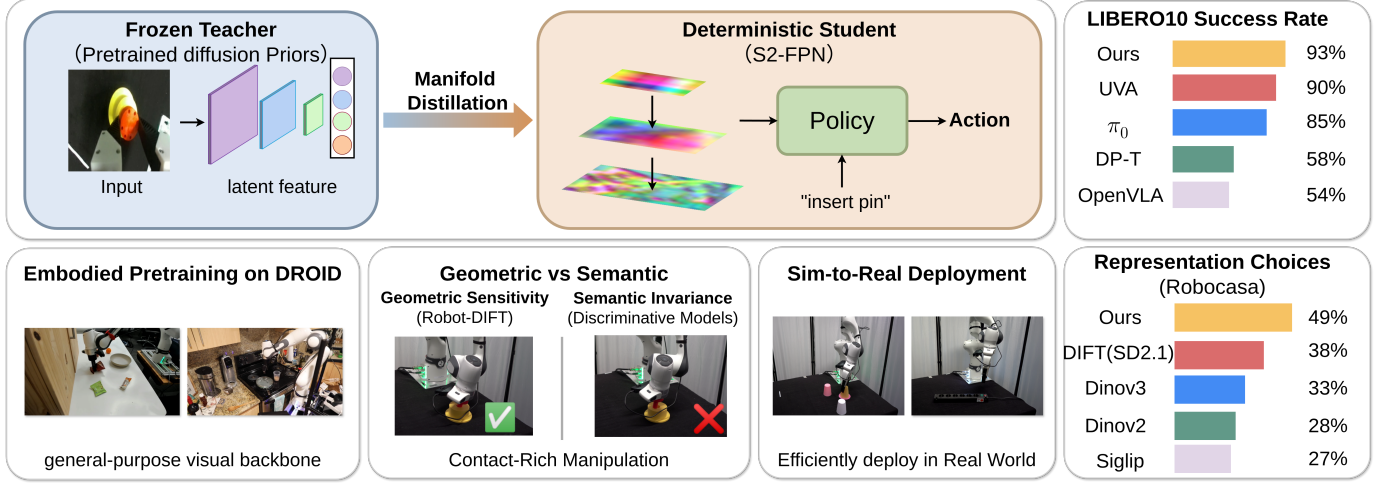 Frozen Teacher
(Pretrained diffusion Priors)
Input
latent feature
Manifold
Distillation
Deterministic Student
(S2-FPN)
Policy
Action
"insert pin"
LIBERO10 Success Rate
Ours 93%
UVA 90%
π₀ 85%
DP-T 58%
OpenVLA 54%
Embodied Pretraining on DROID
general-purpose visual backbone
Geometric vs Semantic
Geometric Sensitivity
(Robot-DIFT)
Semantic Invariance
(Discriminative Models)
Contact-Rich Manipulation
Sim-to-Real Deployment
Efficiently deploy in Real World
Representation Choices
(Robocasa)
Ours 49%
DIFT(SD2.1) 38%
Dinov3 33%
Dinov2 28%
Siglip 27%